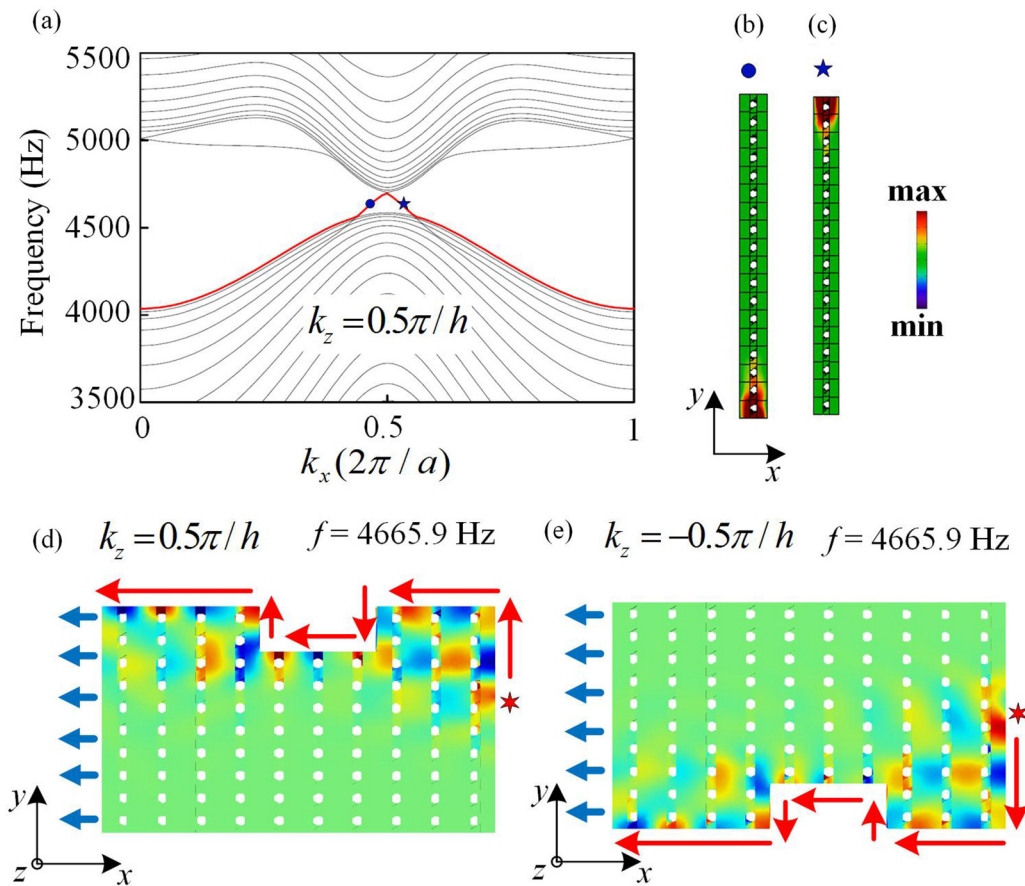 (a)
5500
5000
4500
4000
3500
Frequency (Hz)
k_z = 0.5π/h
0
0.5
1
k_x (2π / a)
(b)
(c)
max
min
y
x
(d)
k_z = 0.5π/h
f = 4665.9 Hz
y
z
x
(e)
k_z = −0.5π/h
f = 4665.9 Hz
y
z
x